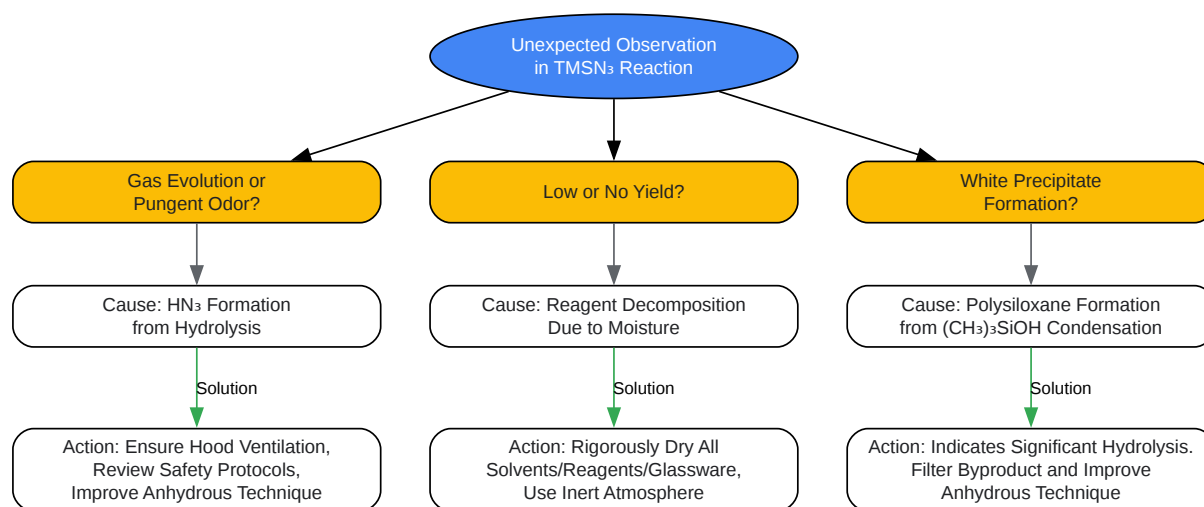 Unexpected Observation
in TMSN₃ Reaction
Gas Evolution or
Pungent Odor?
Low or No Yield?
White Precipitate
Formation?
Cause: HN₃ Formation
from Hydrolysis
Cause: Reagent Decomposition
Due to Moisture
Cause: Polysiloxane Formation
from (CH₃)₃SiOH Condensation
Solution
Solution
Solution
Action: Ensure Hood Ventilation,
Review Safety Protocols,
Improve Anhydrous Technique
Action: Rigorously Dry All
Solvents/Reagents/Glassware,
Use Inert Atmosphere
Action: Indicates Significant Hydrolysis.
Filter Byproduct and Improve
Anhydrous Technique